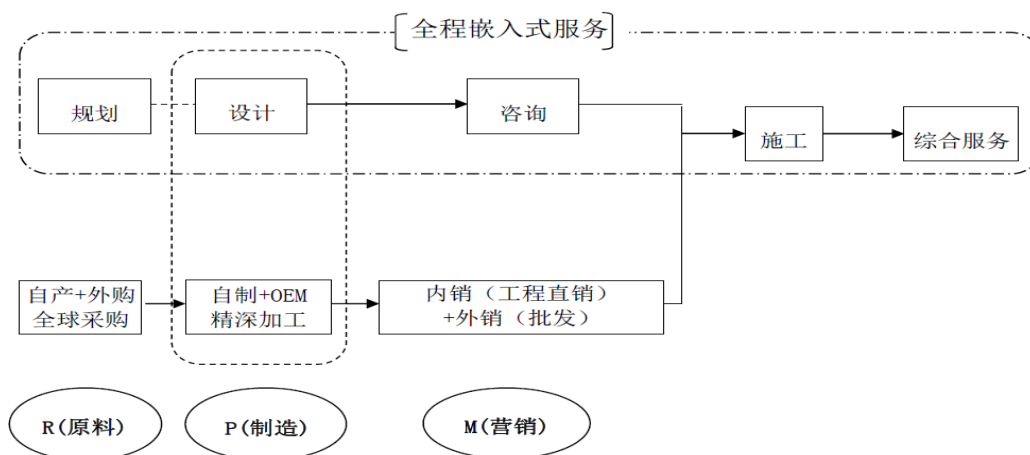 全程嵌入式服务
规划
设计
咨询
施工
综合服务
自产+外购
全球采购
自制+OEM
精深加工
内销（工程直销）
+外销（批发）
R(原料)
P(制造)
M(营销)